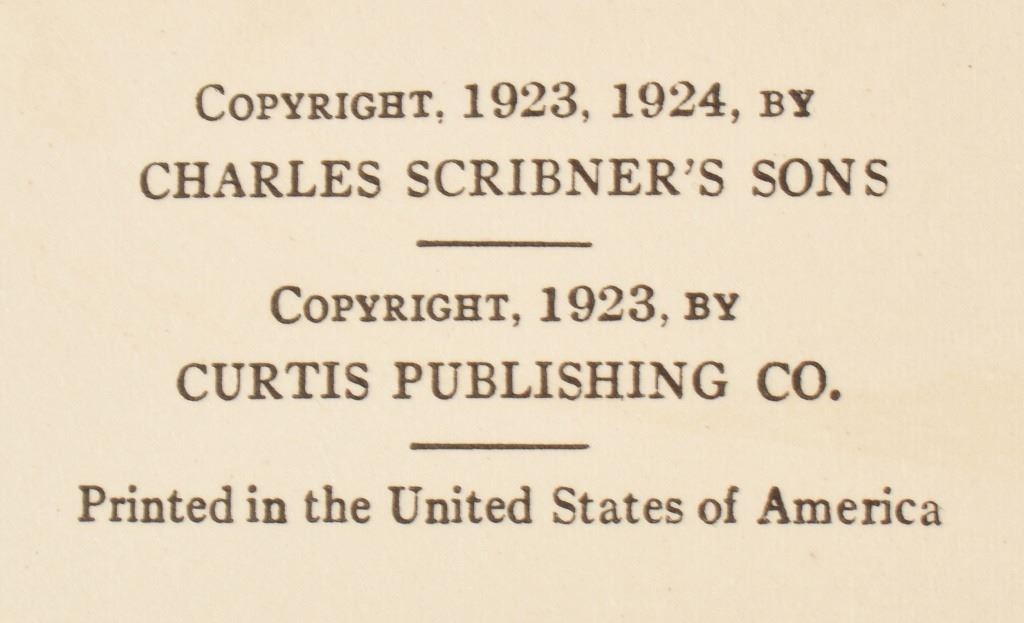 COPYRIGHT, 1923, 1924, BY
CHARLES SCRIBNER'S SONS
COPYRIGHT, 1923, BY
CURTIS PUBLISHING CO.
Printed in the United States of America